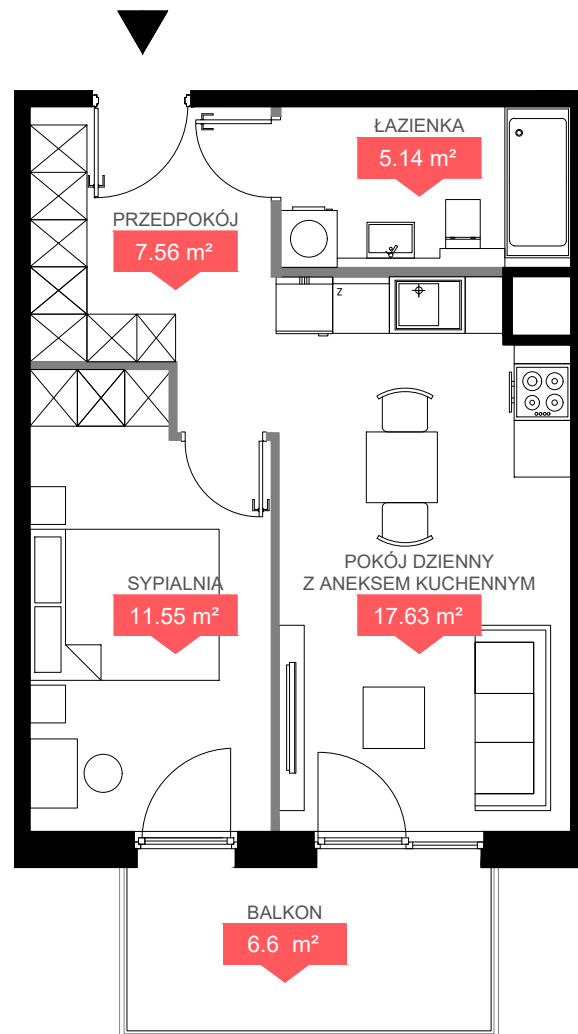 ŁAZIENKA
5.14 m²
PRZEDPOKÓJ
7.56 m²
Z
POKÓJ DZIENNY
Z ANEKSEM KUCHENNYM
17.63 m²
SYPIALNIA
11.55 m²
BALKON
6.6 m²